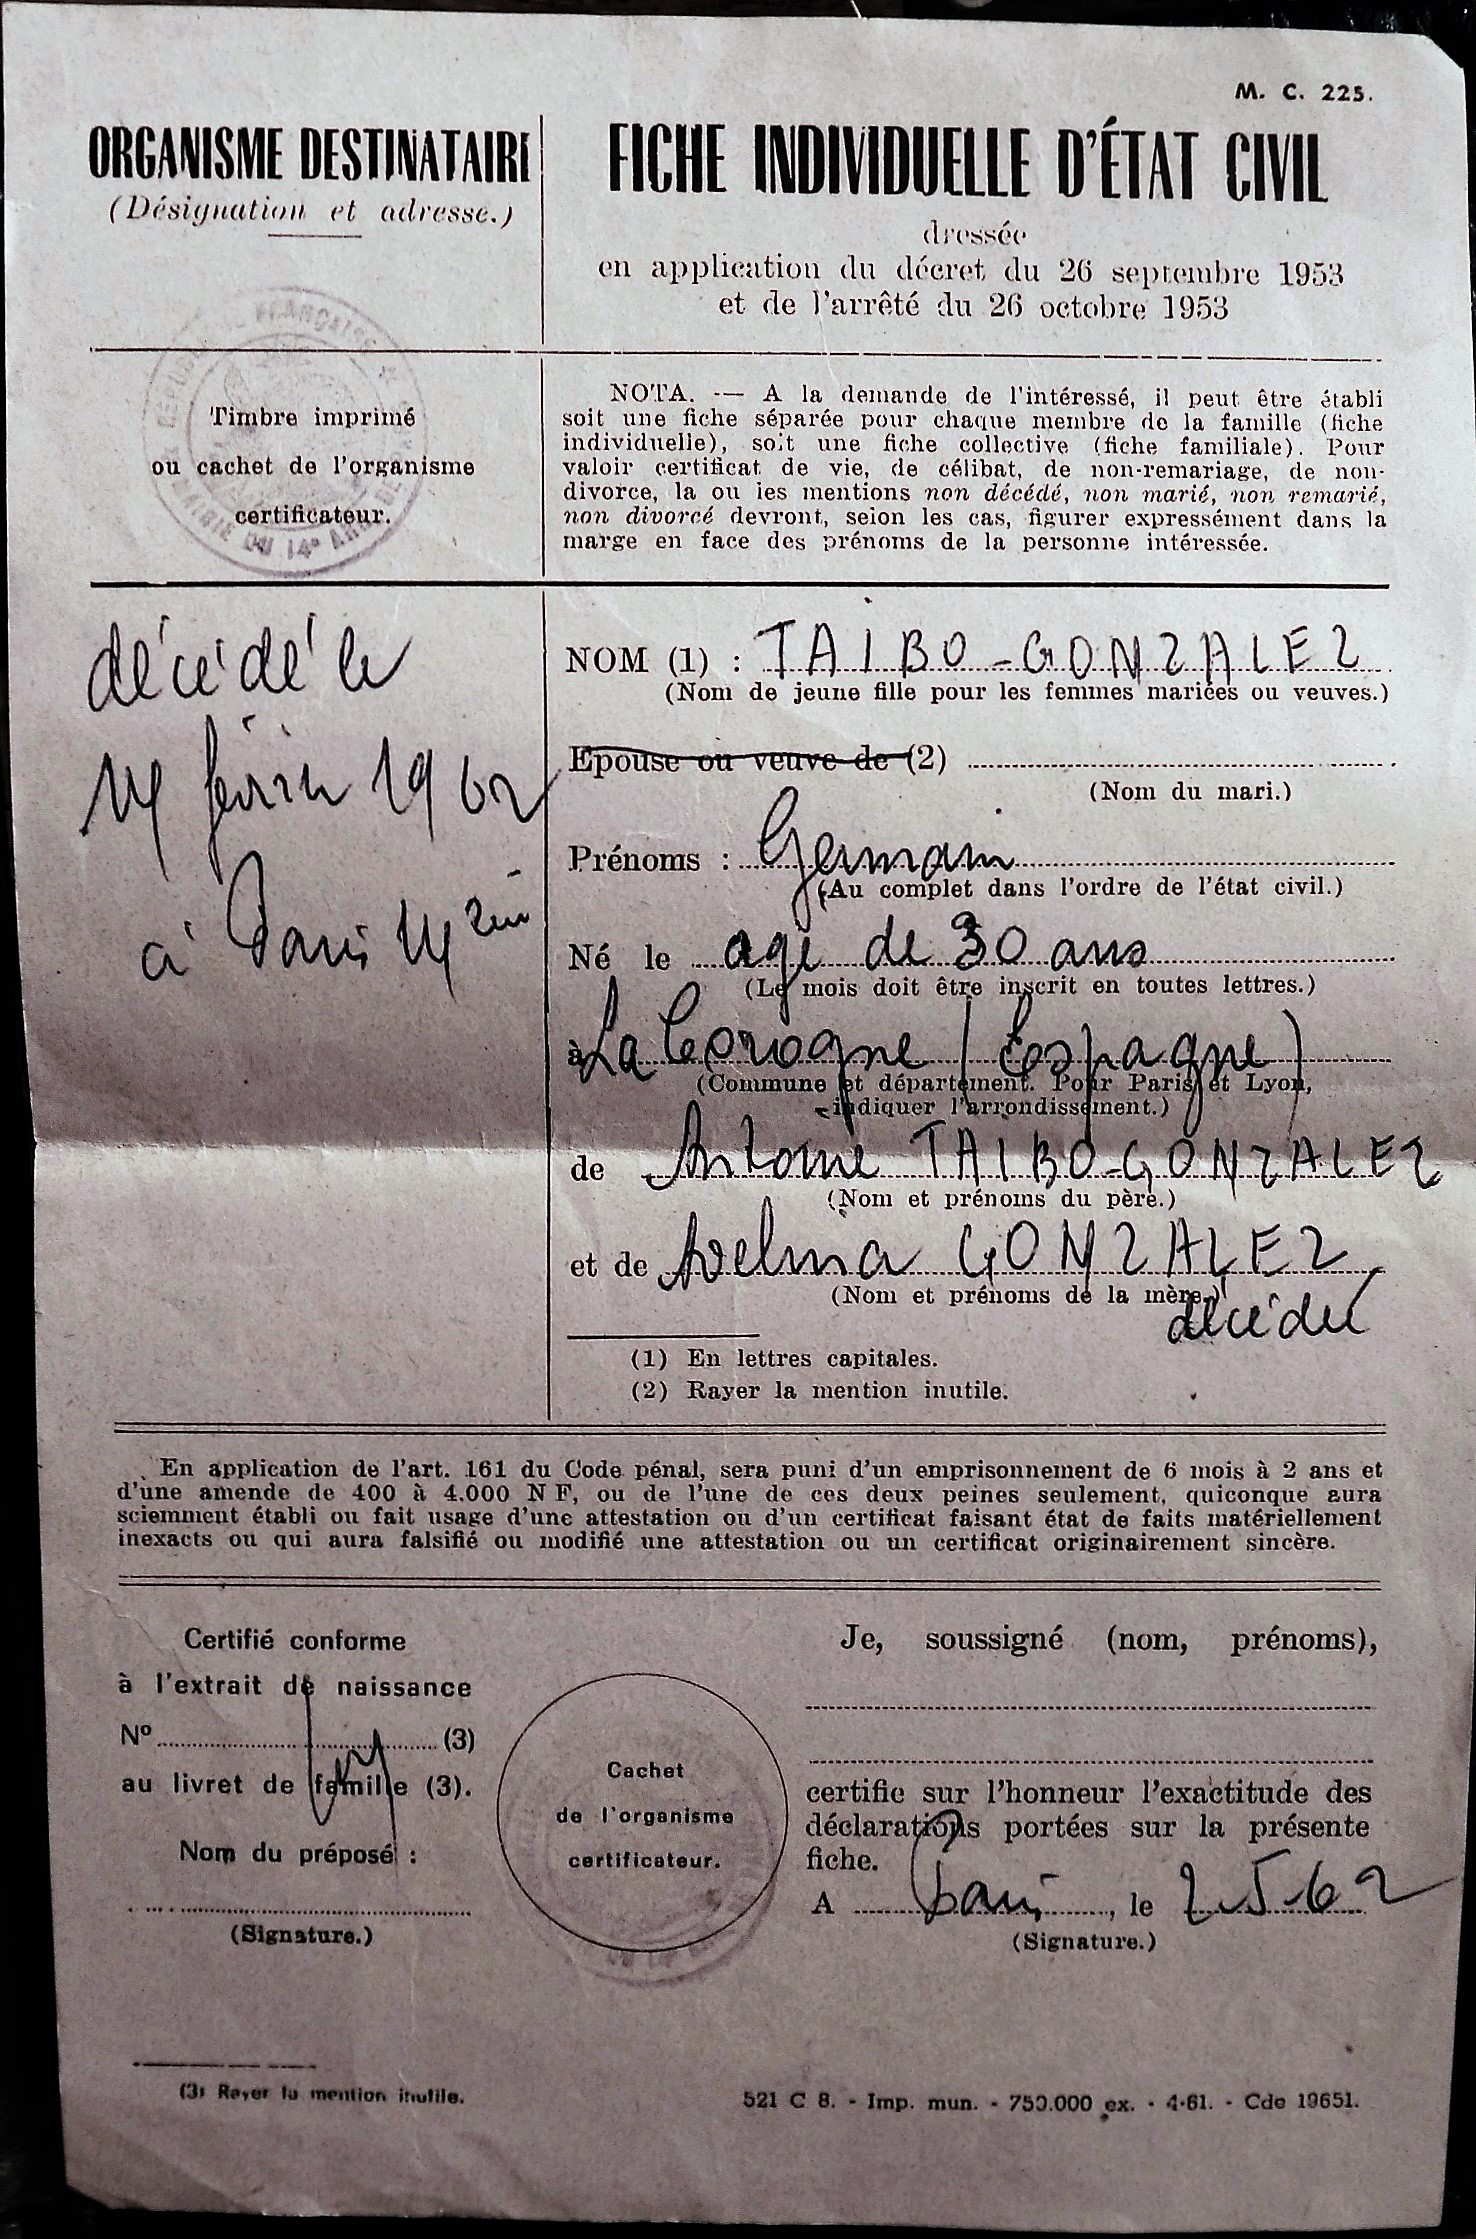 M. C. 225.
ORGANISME DESTINATAIRE
(Désignation et adresse.)
FICHE INDIVIDUELLE D'ÉTAT CIVIL
dressée
en application du décret du 26 septembre 1953
et de l'arrêté du 26 octobre 1953
Timbre imprimé
ou cachet de l'organisme
certificateur.
MAIRIE DU 14e ARR
NOTA. — A la demande de l'intéressé, il peut être établi
soit une fiche séparée pour chaque membre de la famille (fiche
individuelle), soit une fiche collective (fiche familiale). Pour
valoir certificat de vie, de célibat, de non-remariage, de non-
divorce, la ou les mentions non décédé, non marié, non remarié,
non divorcé devront, selon les cas, figurer expressément dans la
marge en face des prénoms de la personne intéressée.
décédé le
14 février 1962
à Paris 14
NOM (1) : TAIBO-GONZALEZ
(Nom de jeune fille pour les femmes mariées ou veuves.)
Epouse ou veuve de (2)
(Nom du mari.)
Prénoms : Germain
(Au complet dans l'ordre de l'état civil.)
Né le agé de 30 ans
(Le mois doit être inscrit en toutes lettres.)
à La Corogne (Espagne)
(Commune et département. Pour Paris et Lyon,
indiquer l'arrondissement.)
de Antoine TAIBO-GONZALEZ
(Nom et prénoms du père.)
et de Avelina GONZALEZ
(Nom et prénoms de la mère.)
décédée
(1) En lettres capitales.
(2) Rayer la mention inutile.
En application de l'art. 161 du Code pénal, sera puni d'un emprisonnement de 6 mois à 2 ans et
d'une amende de 400 à 4.000 NF, ou de l'une de ces deux peines seulement, quiconque aura
sciemment établi ou fait usage d'une attestation ou d'un certificat faisant état de faits matériellement
inexacts ou qui aura falsifié ou modifié une attestation ou un certificat originairement sincère.
Certifié conforme
à l'extrait de naissance
No (3)
au livret de famille (3).
Nom du préposé :
(Signature.)
Cachet
de l'organisme
certificateur.
Je, soussigné (nom, prénoms),
certifie sur l'honneur l'exactitude des
déclarations portées sur la présente
fiche.
A Paris, le 2-5-62
(Signature.)
(3) Rayer la mention inutile.
521 C 8. - Imp. mun. - 750.000 ex. - 4-61. - Cde 19651.